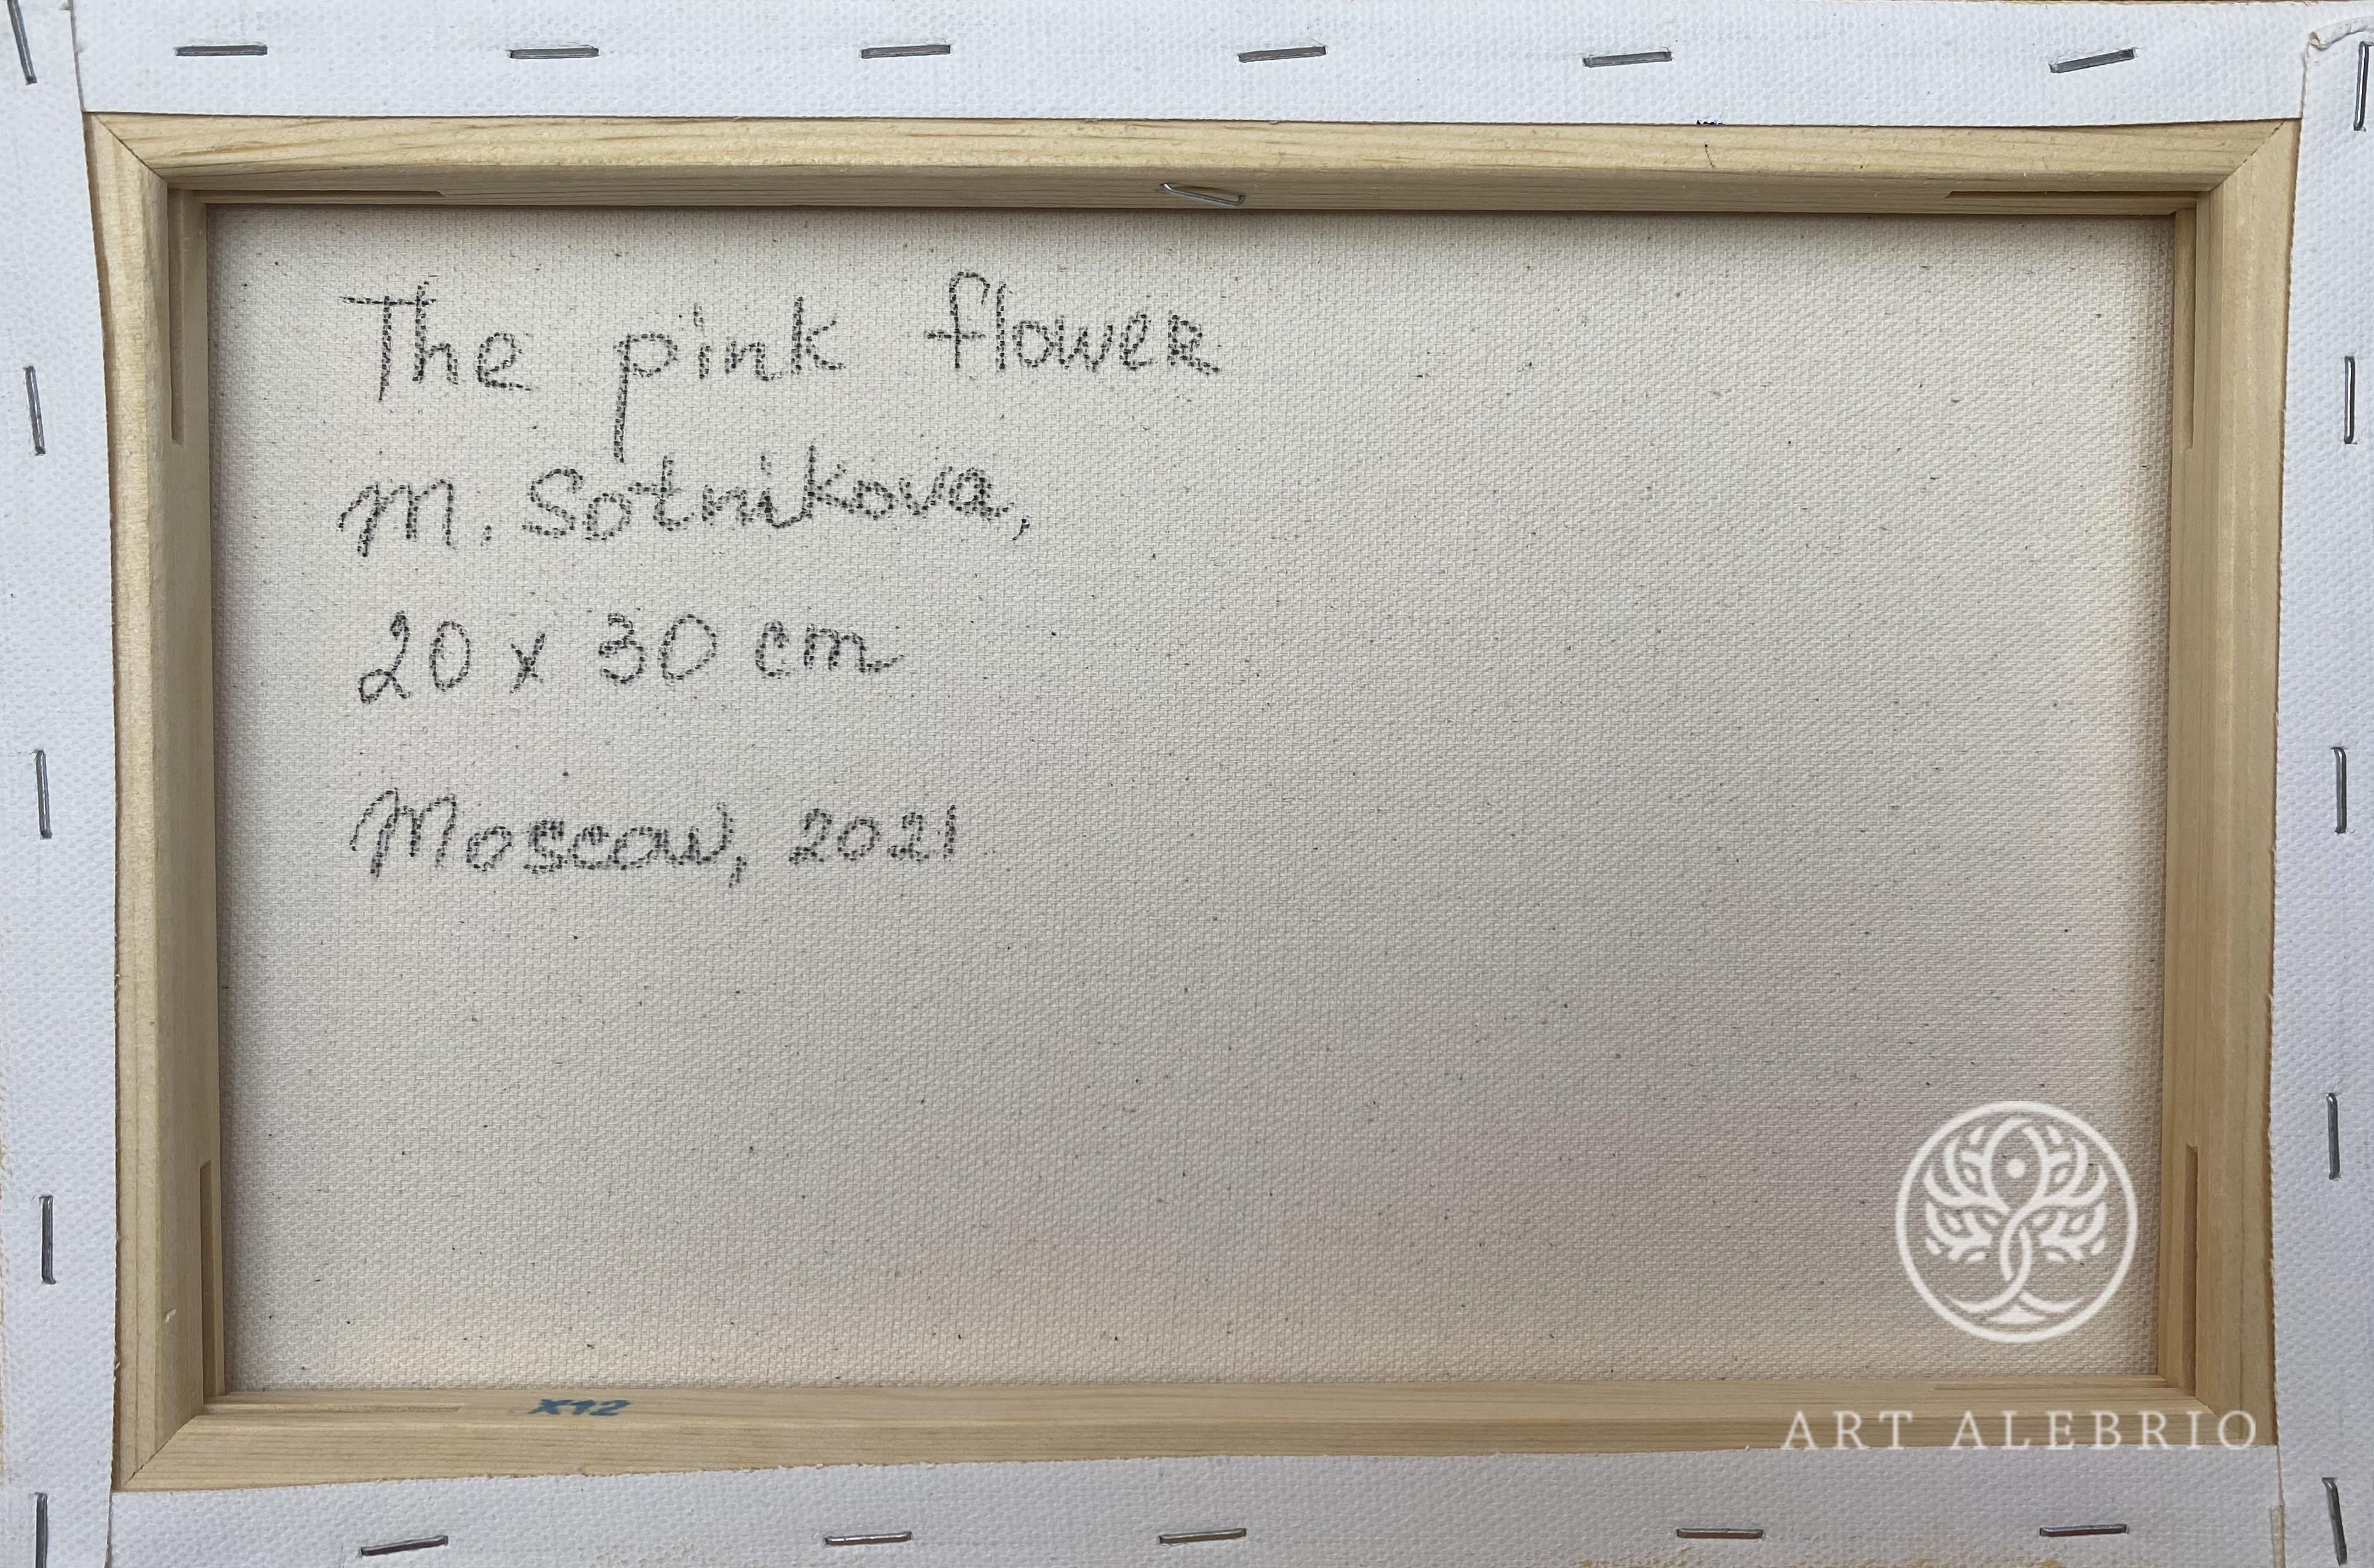 The pink flower
M. Sotnikova,
20 x 30 cm
Moscow, 2021
X12
ART ALEBRIO